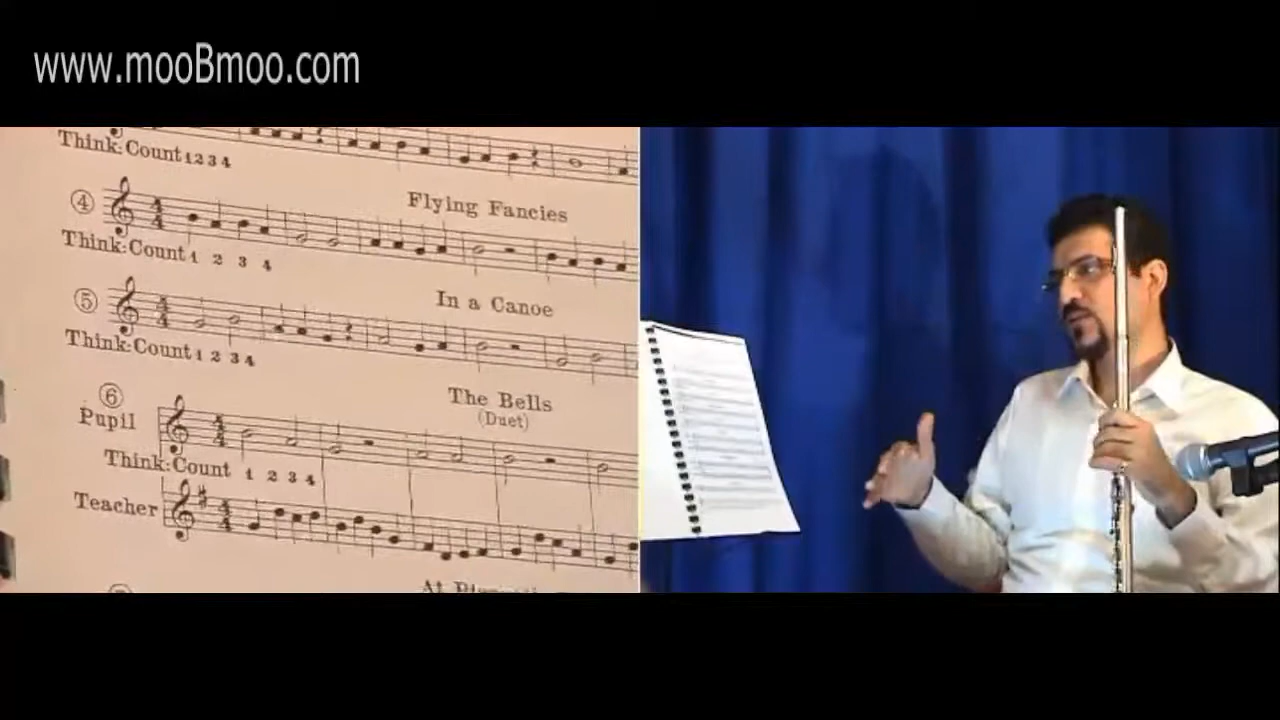 www.mooBmoo.com
Think: Count 1 2 3 4
4 Flying Fancies
Think: Count 1 2 3 4
5 In a Canoe
Think: Count 1 2 3 4
6 The Bells
Pupil (Duet)
Think: Count 1 2 3 4
Teacher
At